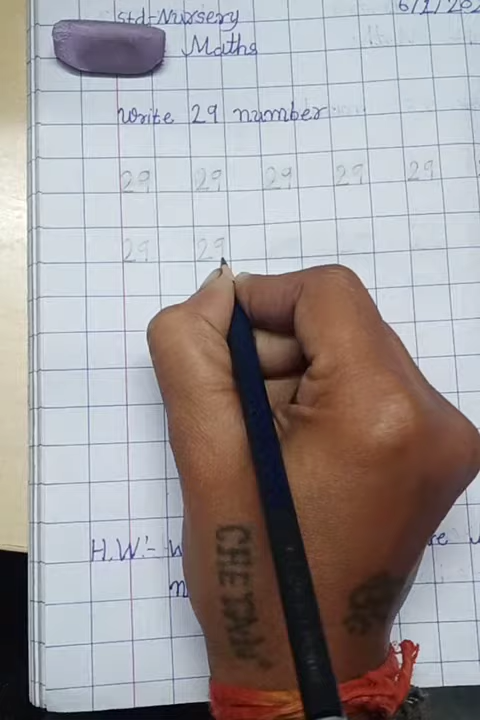 Std-Nursery
Maths
Write 29 number
29 29 29 29 29
29 29
H.W:-
CHETAN